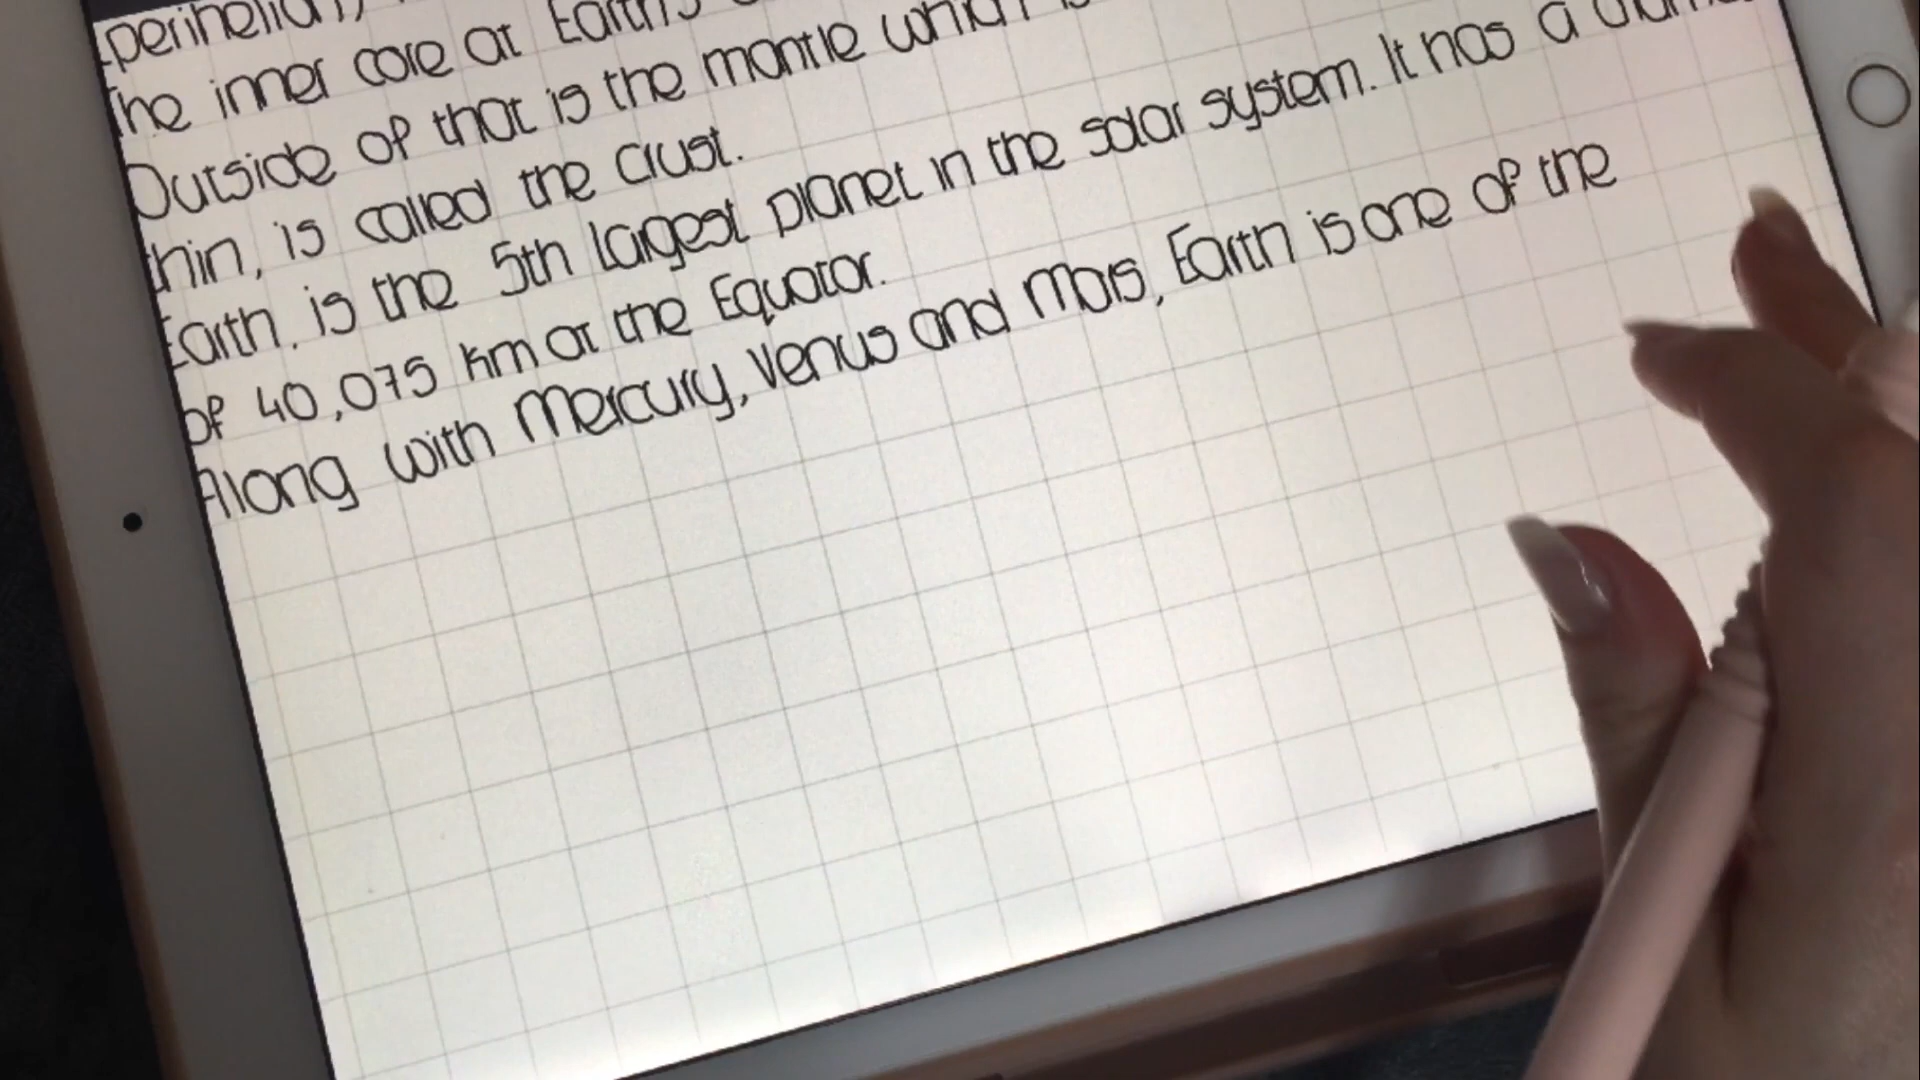 (perihelion)
The inner core at Earth's
Outside of that is the mantle which is
thin, is called the crust.
Earth, is the 5th largest planet in the solar system. It has a
of 40,075 km at the Equator.
Along with Mercury, Venus and Mars, Earth is one of the